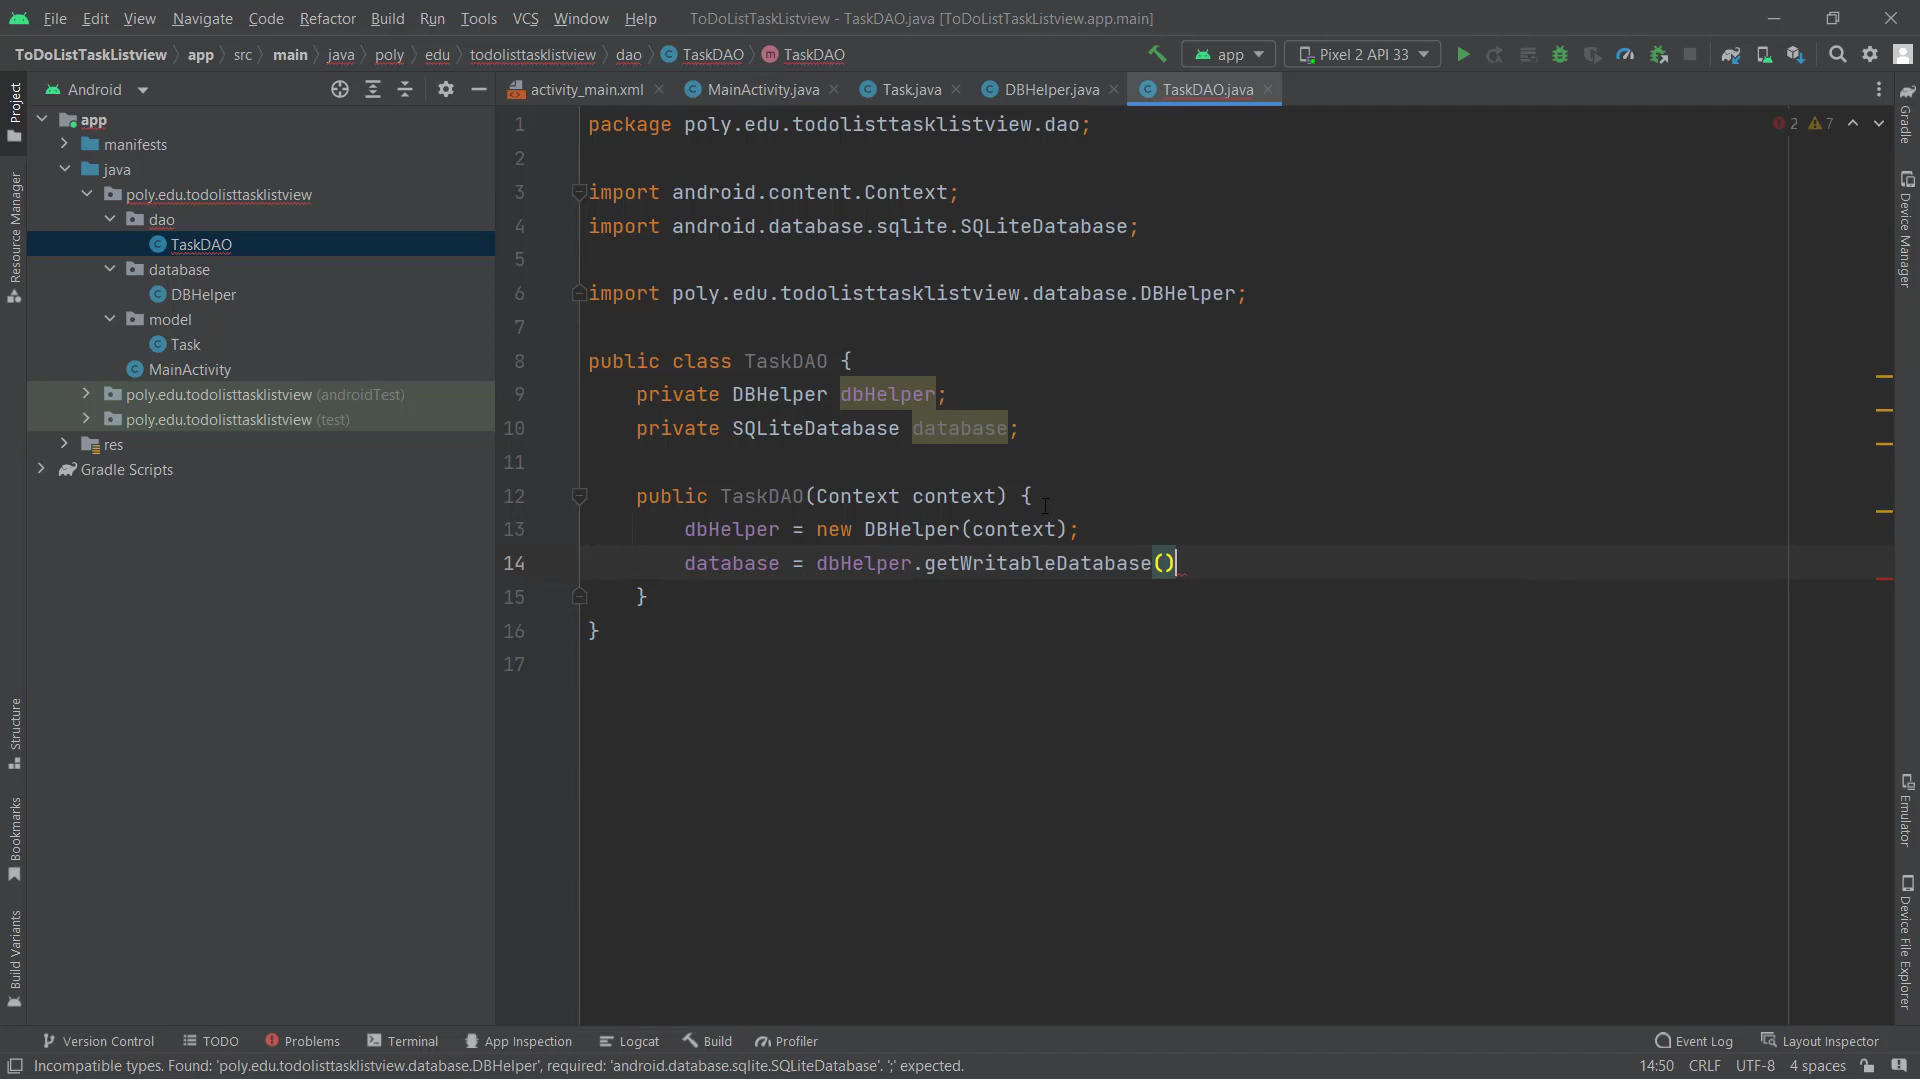 File Edit View Navigate Code Refactor Build Run Tools VCS Window Help ToDoListTaskListview - TaskDAO.java [ToDoListTaskListview.app.main]
ToDoListTaskListview app src main java poly edu todolisttasklistview dao TaskDAO TaskDAO app Pixel 2 API 33
Project Android activity_main.xml MainActivity.java Task.java DBHelper.java TaskDAO.java
app
manifests
java
poly.edu.todolisttasklistview
dao
TaskDAO
database
DBHelper
model
Task
MainActivity
poly.edu.todolisttasklistview (androidTest)
poly.edu.todolisttasklistview (test)
res
Gradle Scripts
1 package poly.edu.todolisttasklistview.dao; 2 7
2
3 import android.content.Context;
4 import android.database.sqlite.SQLiteDatabase;
5
6 import poly.edu.todolisttasklistview.database.DBHelper;
7
8 public class TaskDAO {
9 private DBHelper dbHelper;
10 private SQLiteDatabase database;
11
12 public TaskDAO(Context context) {
13 dbHelper = new DBHelper(context);
14 database = dbHelper.getWritableDatabase()
15 }
16 }
17
Resource Manager
Structure
Bookmarks
Build Variants
Gradle
Device Manager
Emulator
Device File Explorer
Version Control TODO Problems Terminal App Inspection Logcat Build Profiler Event Log Layout Inspector
Incompatible types. Found: 'poly.edu.todolisttasklistview.database.DBHelper', required: 'android.database.sqlite.SQLiteDatabase'. ';' expected. 14:50 CRLF UTF-8 4 spaces